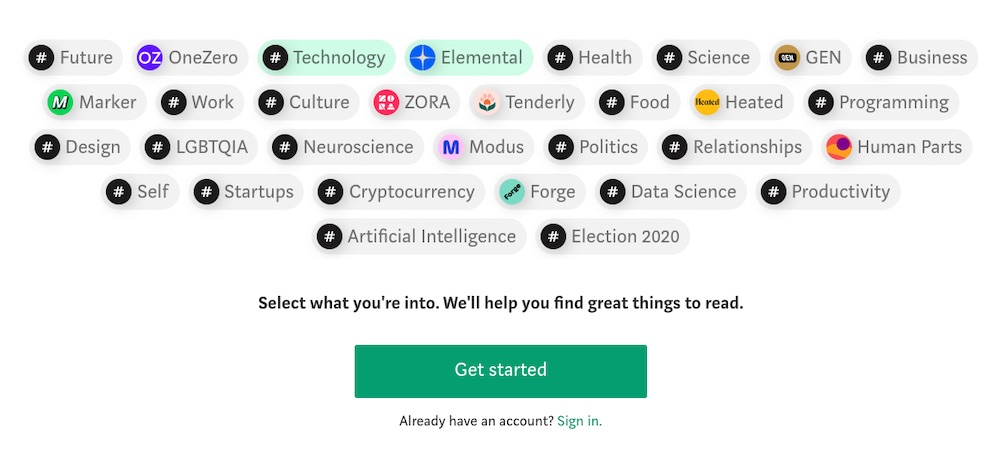 # Future OZ OneZero # Technology Elemental # Health # Science GEN GEN # Business
M Marker # Work # Culture ZORA ZORA Tenderly # Food Heated Heated # Programming
# Design # LGBTQIA # Neuroscience M Modus # Politics # Relationships Human Parts
# Self # Startups # Cryptocurrency Forge Forge # Data Science # Productivity
# Artificial Intelligence # Election 2020
Select what you're into. We'll help you find great things to read.
Get started
Already have an account? Sign in.